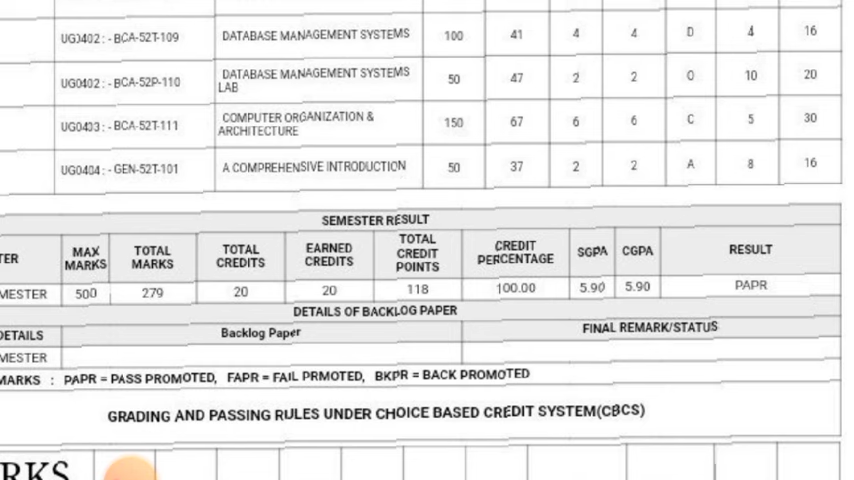 UG0402 : - BCA-52T-109 DATABASE MANAGEMENT SYSTEMS 100 41 4 4 D 4 16
UG0402 : - BCA-52P-110 DATABASE MANAGEMENT SYSTEMS LAB 50 47 2 2 O 10 20
UG0403 : - BCA-52T-111 COMPUTER ORGANIZATION & ARCHITECTURE 150 67 6 6 C 5 30
UG0404 : - GEN-52T-101 A COMPREHENSIVE INTRODUCTION 50 37 2 2 A 8 16
SEMESTER RESULT
TER MAX MARKS TOTAL MARKS TOTAL CREDITS EARNED CREDITS TOTAL CREDIT POINTS CREDIT PERCENTAGE SGPA CGPA RESULT
MESTER 500 279 20 20 118 100.00 5.90 5.90 PAPR
DETAILS OF BACKLOG PAPER
DETAILS Backlog Paper FINAL REMARK/STATUS
MESTER
MARKS : PAPR = PASS PROMOTED, FAPR = FAIL PRMOTED, BKPR = BACK PROMOTED
GRADING AND PASSING RULES UNDER CHOICE BASED CREDIT SYSTEM(CBCS)
RKS